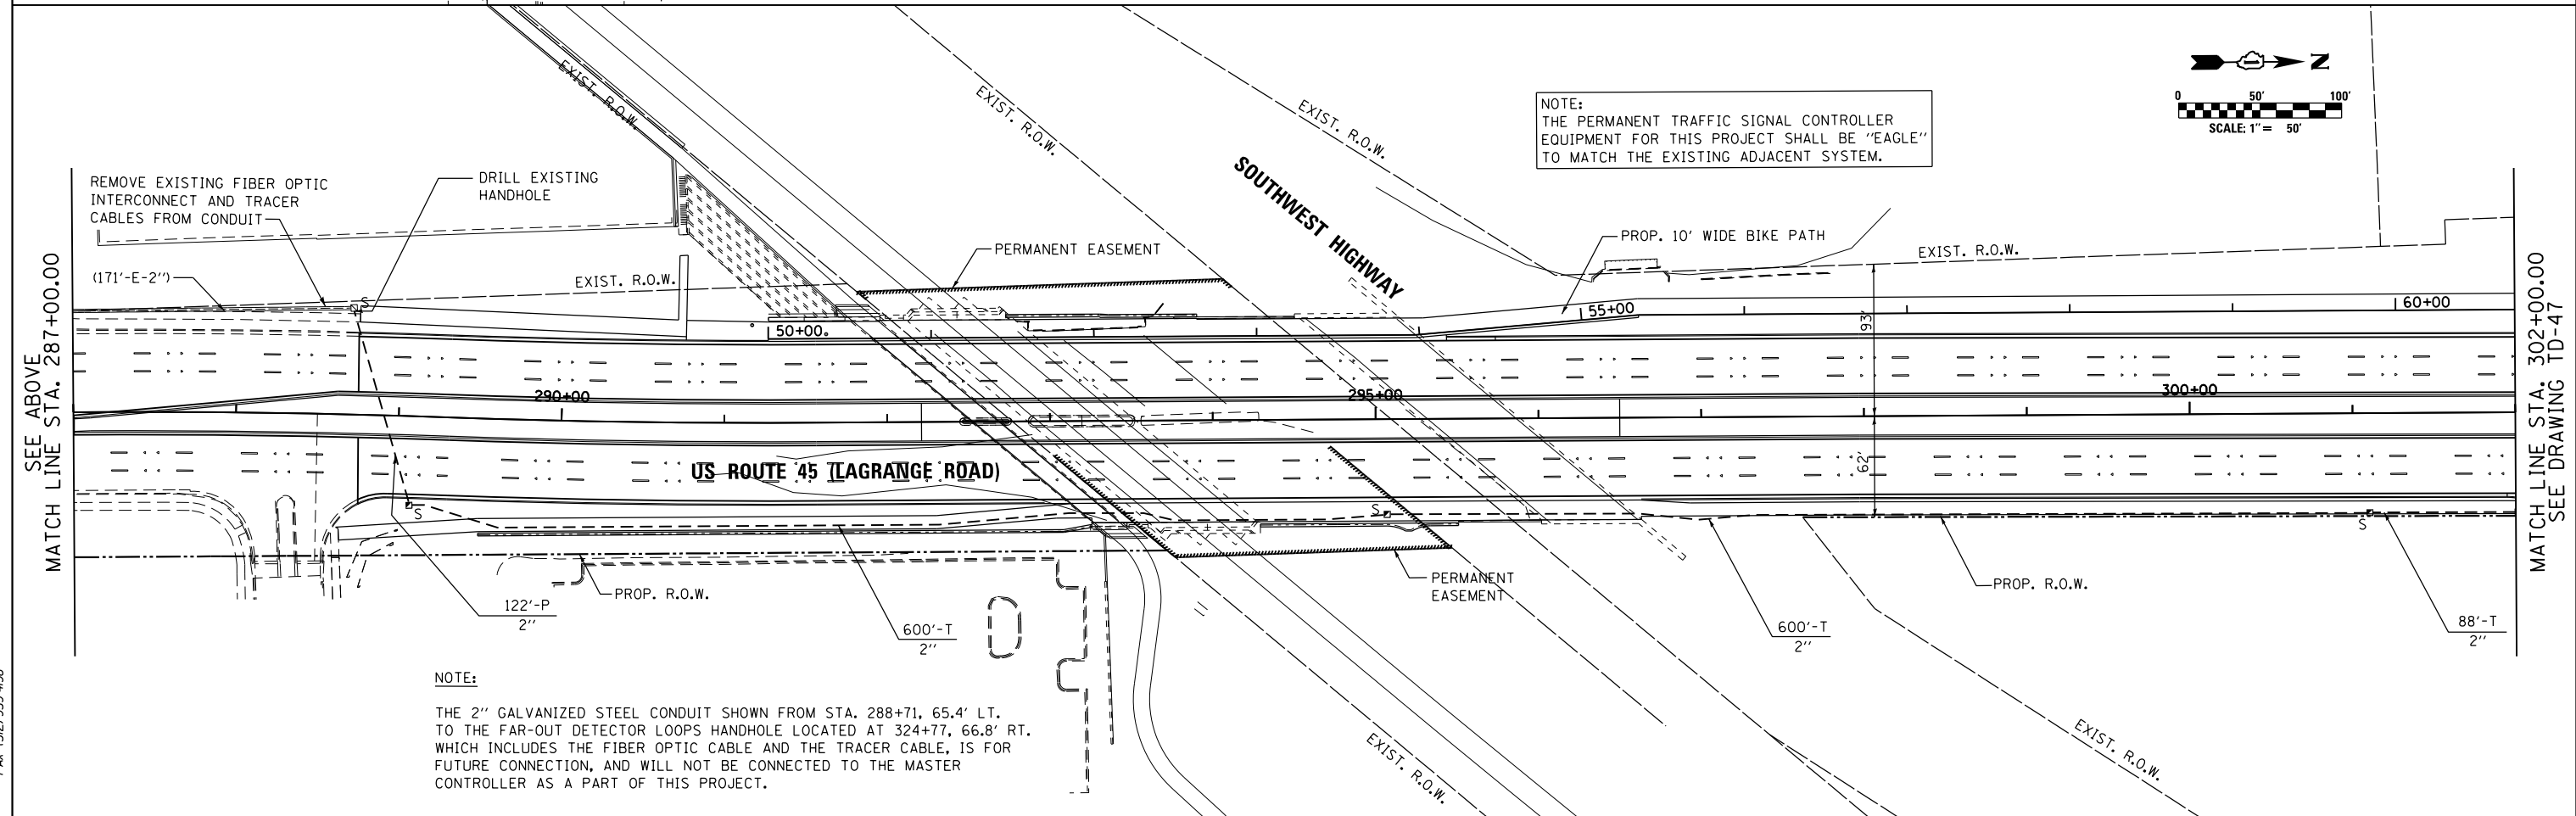 EXIST. R.O.W.
EXIST. R.O.W.
EXIST. R.O.W.
SOUTHWEST HIGHWAY
NOTE:
THE PERMANENT TRAFFIC SIGNAL CONTROLLER
EQUIPMENT FOR THIS PROJECT SHALL BE "EAGLE"
TO MATCH THE EXISTING ADJACENT SYSTEM.
N
0 50' 100'
SCALE: 1" = 50'
REMOVE EXISTING FIBER OPTIC
INTERCONNECT AND TRACER
CABLES FROM CONDUIT
DRILL EXISTING
HANDHOLE
PERMANENT EASEMENT
PROP. 10' WIDE BIKE PATH
EXIST. R.O.W.
(171'-E-2")
EXIST. R.O.W.
S
50+00
55+00
60+00
93'
SEE ABOVE
MATCH LINE STA. 287+00.00
MATCH LINE STA. 302+00.00
SEE DRAWING TD-47
290+00
295+00
300+00
US ROUTE 45 (LAGRANGE ROAD)
62'
S
S
S
PERMANENT
EASEMENT
PROP. R.O.W.
PROP. R.O.W.
122'-P
2"
600'-T
2"
600'-T
2"
88'-T
2"
NOTE:
THE 2" GALVANIZED STEEL CONDUIT SHOWN FROM STA. 288+71, 65.4' LT.
TO THE FAR-OUT DETECTOR LOOPS HANDHOLE LOCATED AT 324+77, 66.8' RT.
WHICH INCLUDES THE FIBER OPTIC CABLE AND THE TRACER CABLE, IS FOR
FUTURE CONNECTION, AND WILL NOT BE CONNECTED TO THE MASTER
CONTROLLER AS A PART OF THIS PROJECT.
EXIST. R.O.W.
EXIST. R.O.W.